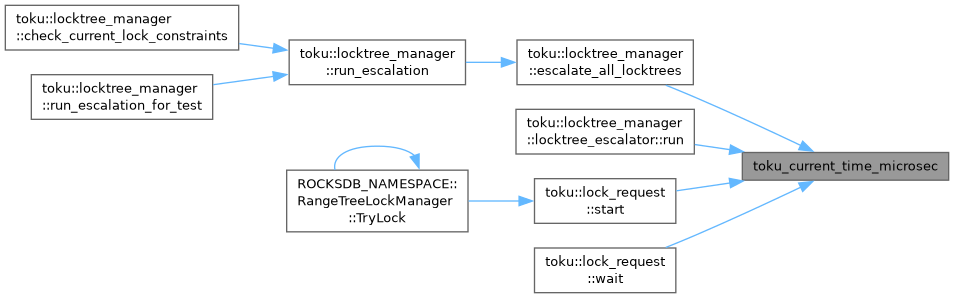 toku::locktree_manager
::check_current_lock_constraints
toku::locktree_manager
::run_escalation_for_test
toku::locktree_manager
::run_escalation
toku::locktree_manager
::escalate_all_locktrees
toku::locktree_manager
::locktree_escalator::run
ROCKSDB_NAMESPACE::
RangeTreeLockManager
::TryLock
toku::lock_request
::start
toku::lock_request
::wait
toku_current_time_microsec